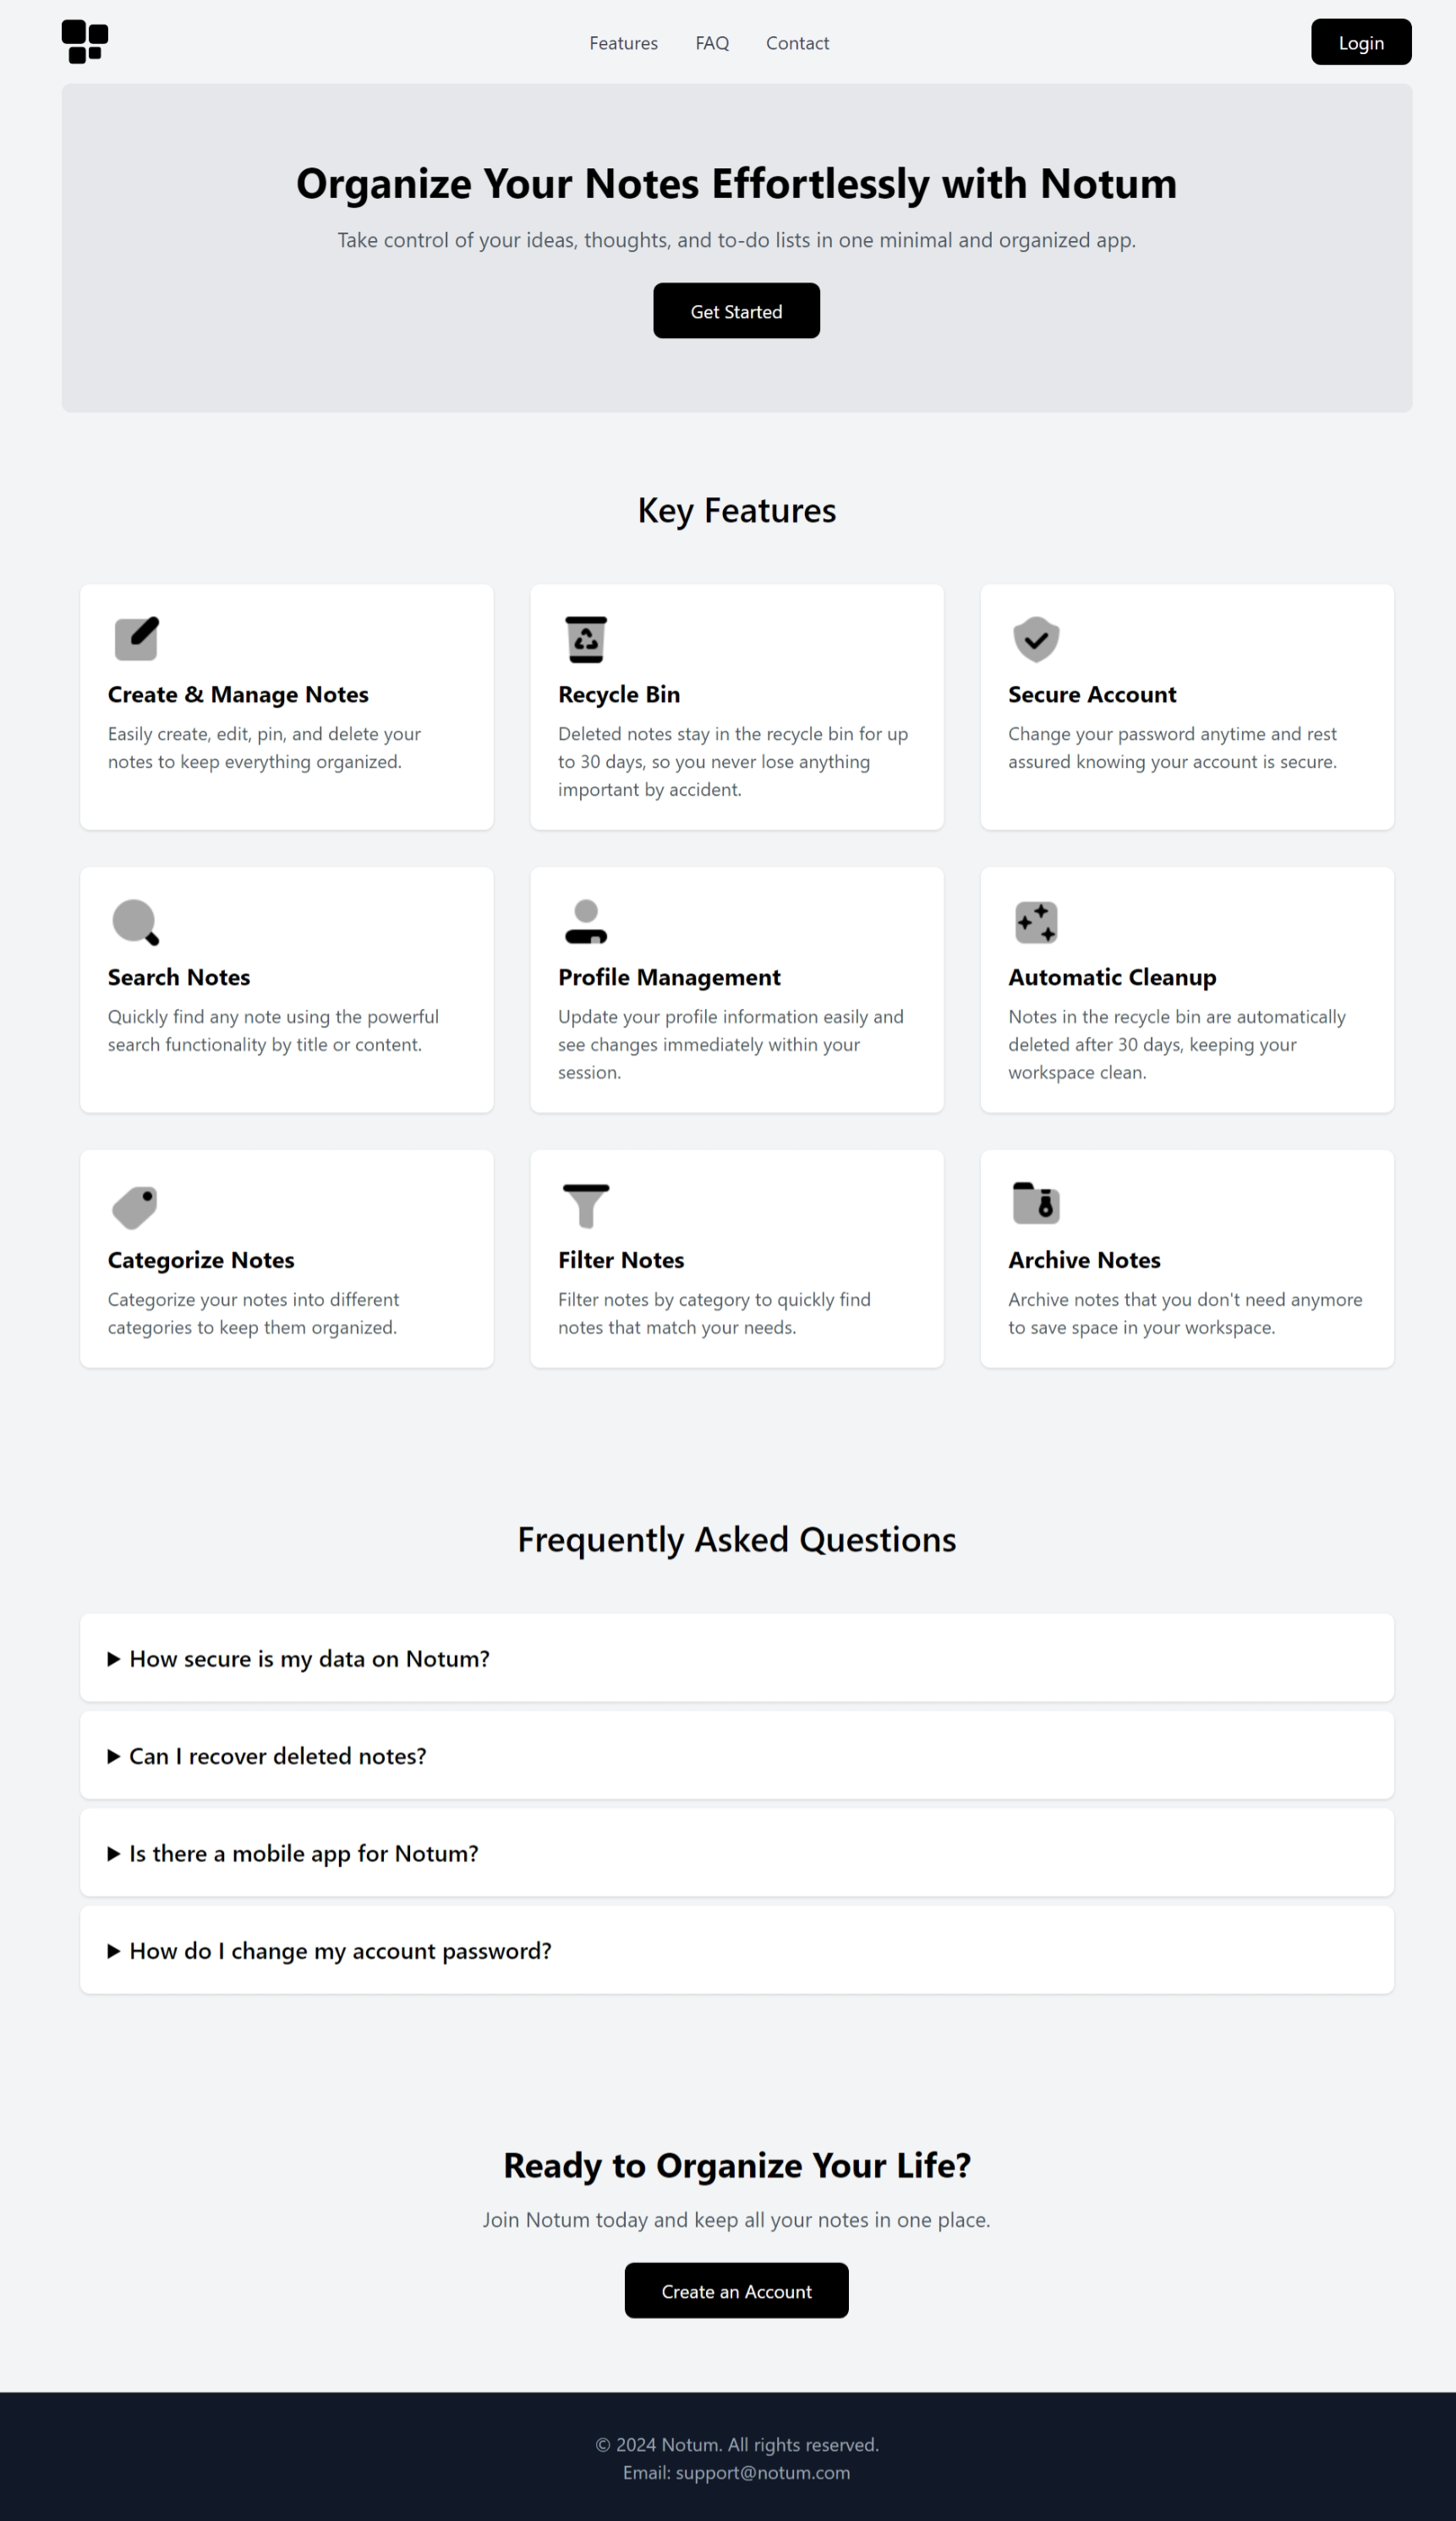 Features
FAQ
Contact
Login
Organize Your Notes Effortlessly with Notum
Take control of your ideas, thoughts, and to-do lists in one minimal and organized app.
Get Started
Key Features
Create & Manage Notes
Easily create, edit, pin, and delete your
notes to keep everything organized.
Recycle Bin
Deleted notes stay in the recycle bin for up
to 30 days, so you never lose anything
important by accident.
Secure Account
Change your password anytime and rest
assured knowing your account is secure.
Search Notes
Quickly find any note using the powerful
search functionality by title or content.
Profile Management
Update your profile information easily and
see changes immediately within your
session.
Automatic Cleanup
Notes in the recycle bin are automatically
deleted after 30 days, keeping your
workspace clean.
Categorize Notes
Categorize your notes into different
categories to keep them organized.
Filter Notes
Filter notes by category to quickly find
notes that match your needs.
Archive Notes
Archive notes that you don't need anymore
to save space in your workspace.
Frequently Asked Questions
How secure is my data on Notum?
Can I recover deleted notes?
Is there a mobile app for Notum?
How do I change my account password?
Ready to Organize Your Life?
Join Notum today and keep all your notes in one place.
Create an Account
© 2024 Notum. All rights reserved.
Email: support@notum.com